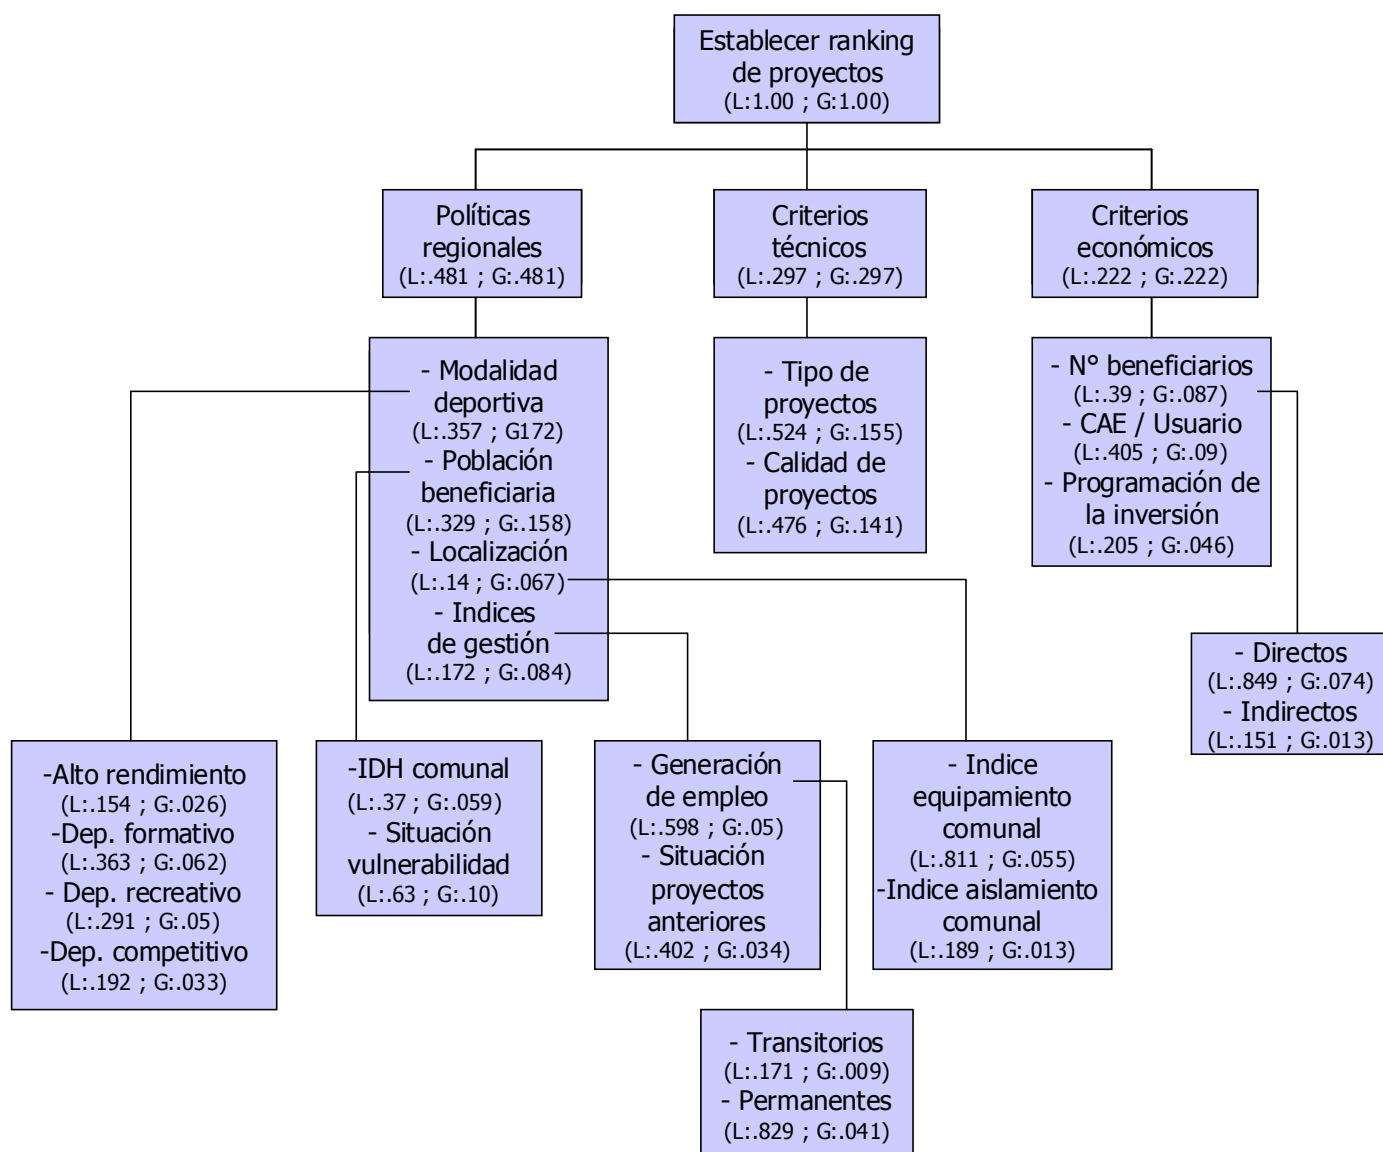 Establecer ranking
de proyectos
(L:1.00 ; G:1.00)
Políticas
regionales
(L:.481 ; G:.481)
Criterios
técnicos
(L:.297 ; G:.297)
Criterios
económicos
(L:.222 ; G:.222)
- Modalidad
deportiva
(L:.357 ; G172)
- Población
beneficiaria
(L:.329 ; G:.158)
- Localización
(L:.14 ; G:.067)
- Indices
de gestión
(L:.172 ; G:.084)
- Tipo de
proyectos
(L:.524 ; G:.155)
- Calidad de
proyectos
(L:.476 ; G:.141)
- N° beneficiarios
(L:.39 ; G:.087)
- CAE / Usuario
(L:.405 ; G:.09)
- Programación de
la inversión
(L:.205 ; G:.046)
- Directos
(L:.849 ; G:.074)
- Indirectos
(L:.151 ; G:.013)
-Alto rendimiento
(L:.154 ; G:.026)
-Dep. formativo
(L:.363 ; G:.062)
- Dep. recreativo
(L:.291 ; G:.05)
-Dep. competitivo
(L:.192 ; G:.033)
-IDH comunal
(L:.37 ; G:.059)
- Situación
vulnerabilidad
(L:.63 ; G:.10)
- Generación
de empleo
(L:.598 ; G:.05)
- Situación
proyectos
anteriores
(L:.402 ; G:.034)
- Indice
equipamiento
comunal
(L:.811 ; G:.055)
-Indice aislamiento
comunal
(L:.189 ; G:.013)
- Transitorios
(L:.171 ; G:.009)
- Permanentes
(L:.829 ; G:.041)